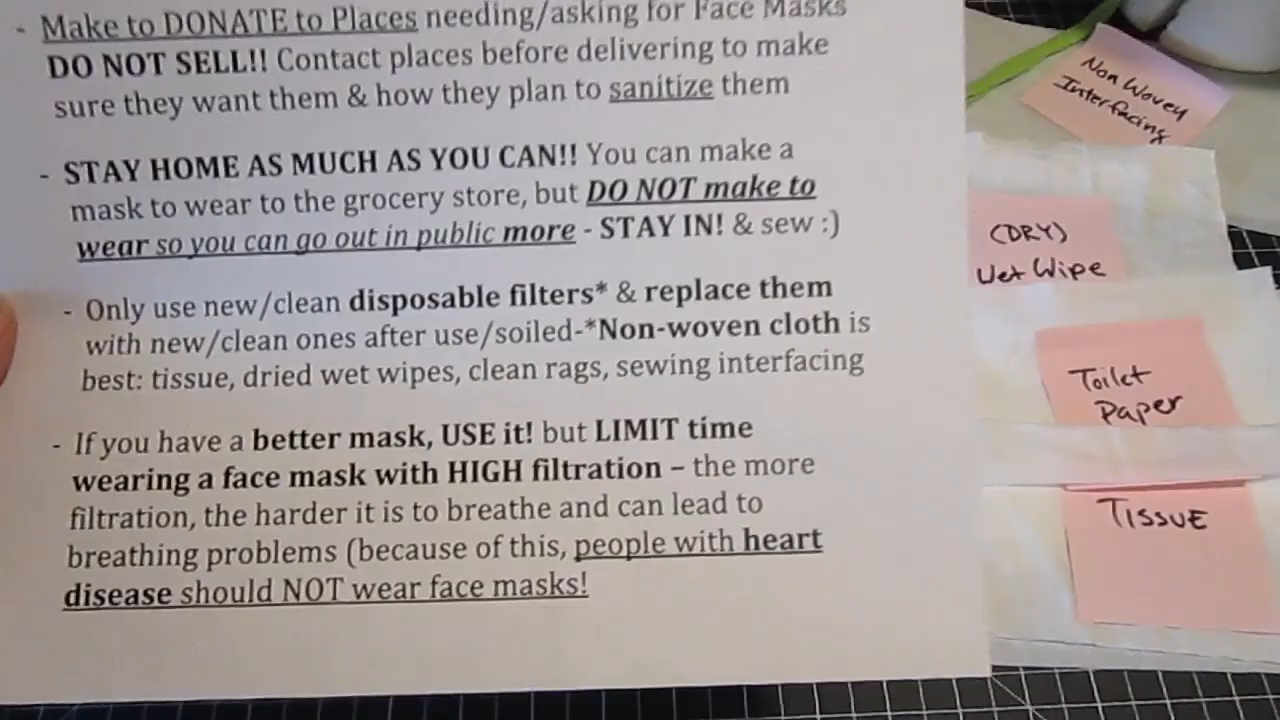 - Make to DONATE to Places needing/asking for Face Masks
DO NOT SELL!! Contact places before delivering to make
sure they want them & how they plan to sanitize them
- STAY HOME AS MUCH AS YOU CAN!! You can make a
mask to wear to the grocery store, but DO NOT make to
wear so you can go out in public more - STAY IN! & sew :)
- Only use new/clean disposable filters* & replace them
with new/clean ones after use/soiled-*Non-woven cloth is
best: tissue, dried wet wipes, clean rags, sewing interfacing
- If you have a better mask, USE it! but LIMIT time
wearing a face mask with HIGH filtration – the more
filtration, the harder it is to breathe and can lead to
breathing problems (because of this, people with heart
disease should NOT wear face masks!
Non Woven
Interfacing
(DRY)
Wet Wipe
Toilet
Paper
TISSUE